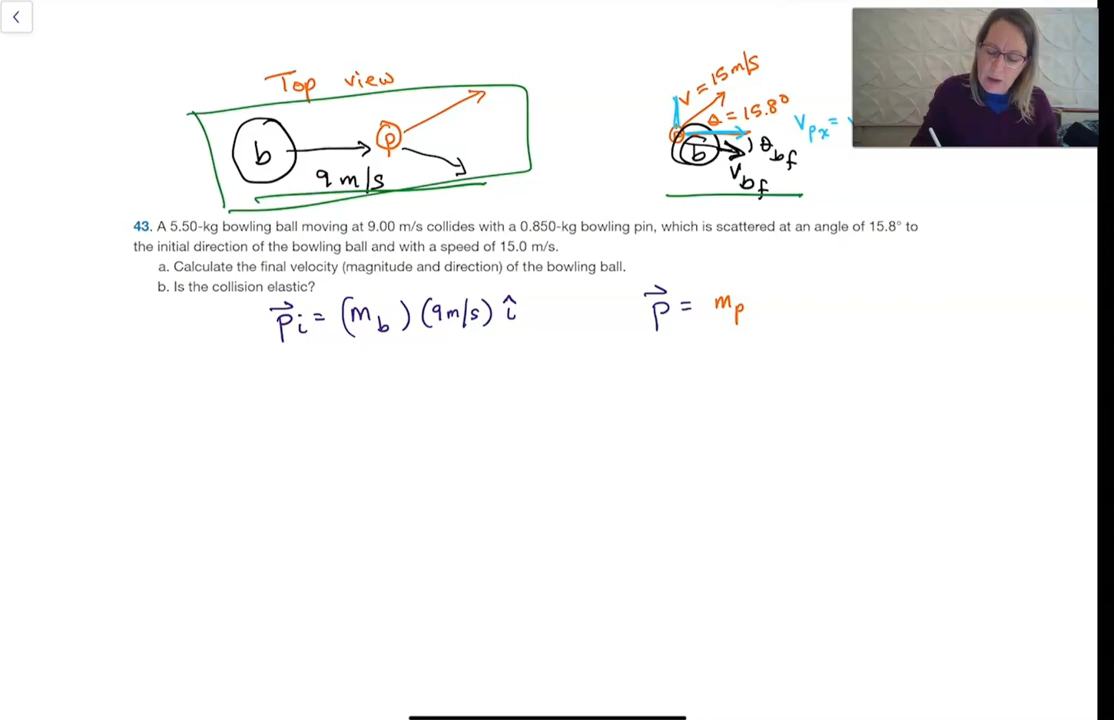 Top view
b
p
9 m/s
v = 15 m/s
θ = 15.8°
b
θbf
vbf
vpx =
43. A 5.50-kg bowling ball moving at 9.00 m/s collides with a 0.850-kg bowling pin, which is scattered at an angle of 15.8° to
the initial direction of the bowling ball and with a speed of 15.0 m/s.
a. Calculate the final velocity (magnitude and direction) of the bowling ball.
b. Is the collision elastic?
p⃗i = (mb) (9m/s) î
p⃗ = mp